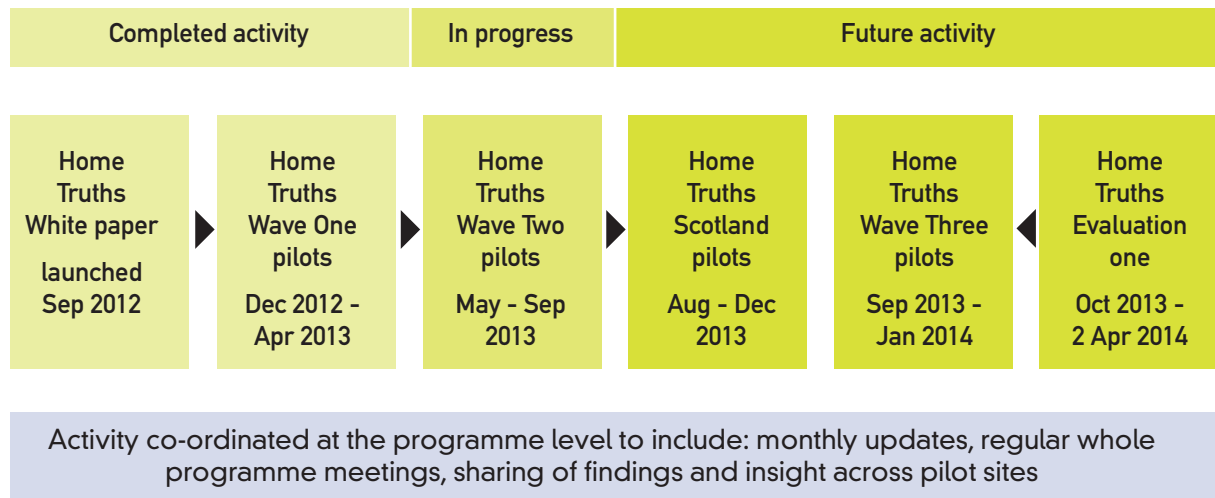 Completed activity
In progress
Future activity
Home
Truths
White paper
launched
Sep 2012
Home
Truths
Wave One
pilots
Dec 2012 -
Apr 2013
Home
Truths
Wave Two
pilots
May - Sep
2013
Home
Truths
Scotland
pilots
Aug - Dec
2013
Home
Truths
Wave Three
pilots
Sep 2013 -
Jan 2014
Home
Truths
Evaluation
one
Oct 2013 -
2 Apr 2014
Activity co-ordinated at the programme level to include: monthly updates, regular whole
programme meetings, sharing of findings and insight across pilot sites